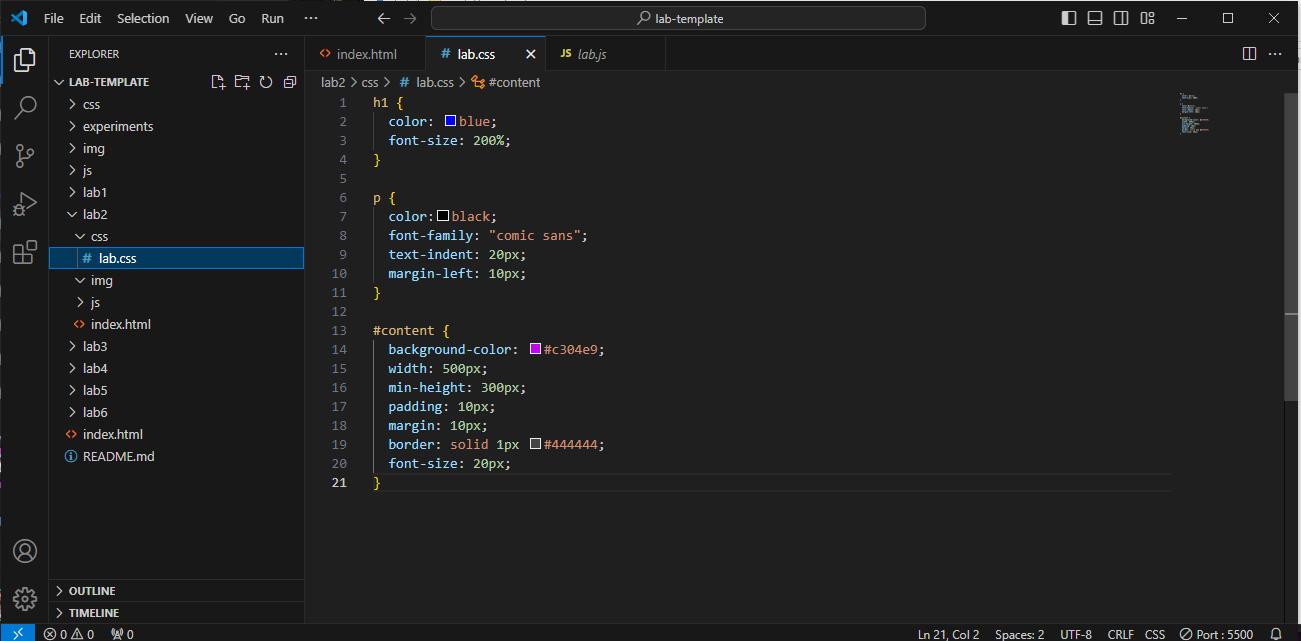 File Edit Selection View Go Run ···
lab-template
EXPLORER ···
LAB-TEMPLATE
css
experiments
img
js
lab1
lab2
css
# lab.css
img
js
<> index.html
lab3
lab4
lab5
lab6
<> index.html
README.md
OUTLINE
TIMELINE
<> index.html
# lab.css
JS lab.js
lab2 > css > # lab.css > #content
1 h1 {
2 color: blue;
3 font-size: 200%;
4 }
5
6 p {
7 color: black;
8 font-family: "comic sans";
9 text-indent: 20px;
10 margin-left: 10px;
11 }
12
13 #content {
14 background-color: #c304e9;
15 width: 500px;
16 min-height: 300px;
17 padding: 10px;
18 margin: 10px;
19 border: solid 1px #444444;
20 font-size: 20px;
21 }
0 0 0 Ln 21, Col 2 Spaces: 2 UTF-8 CRLF CSS Port : 5500